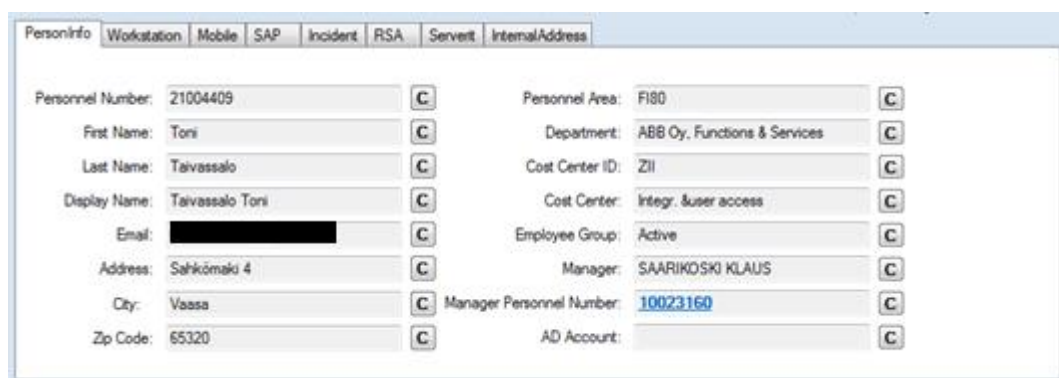 PersonInfo Workstation Mobile SAP Incident RSA Serverit InternalAddress
Personnel Number: 21004409 C Personnel Area: FI80 C
First Name: Toni C Department: ABB Oy, Functions & Services C
Last Name: Taivassalo C Cost Center ID: ZII C
Display Name: Taivassalo Toni C Cost Center: Integr. &user access C
Email: C Employee Group: Active C
Address: Sahkömaki 4 C Manager: SAARIKOSKI KLAUS C
City: Vaasa C Manager Personnel Number: 10023160 C
Zip Code: 65320 C AD Account: C